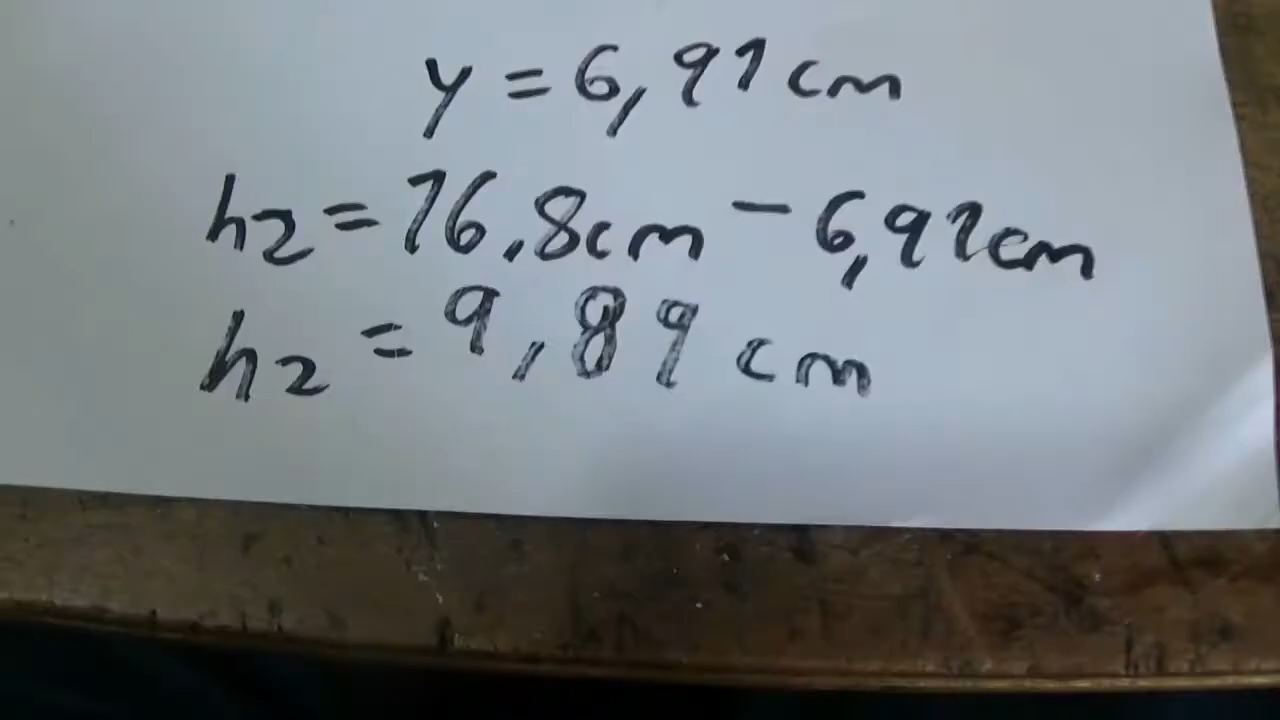 y = 6,91 cm
h2 = 16,8cm - 6,91cm
h2 = 9,89 cm